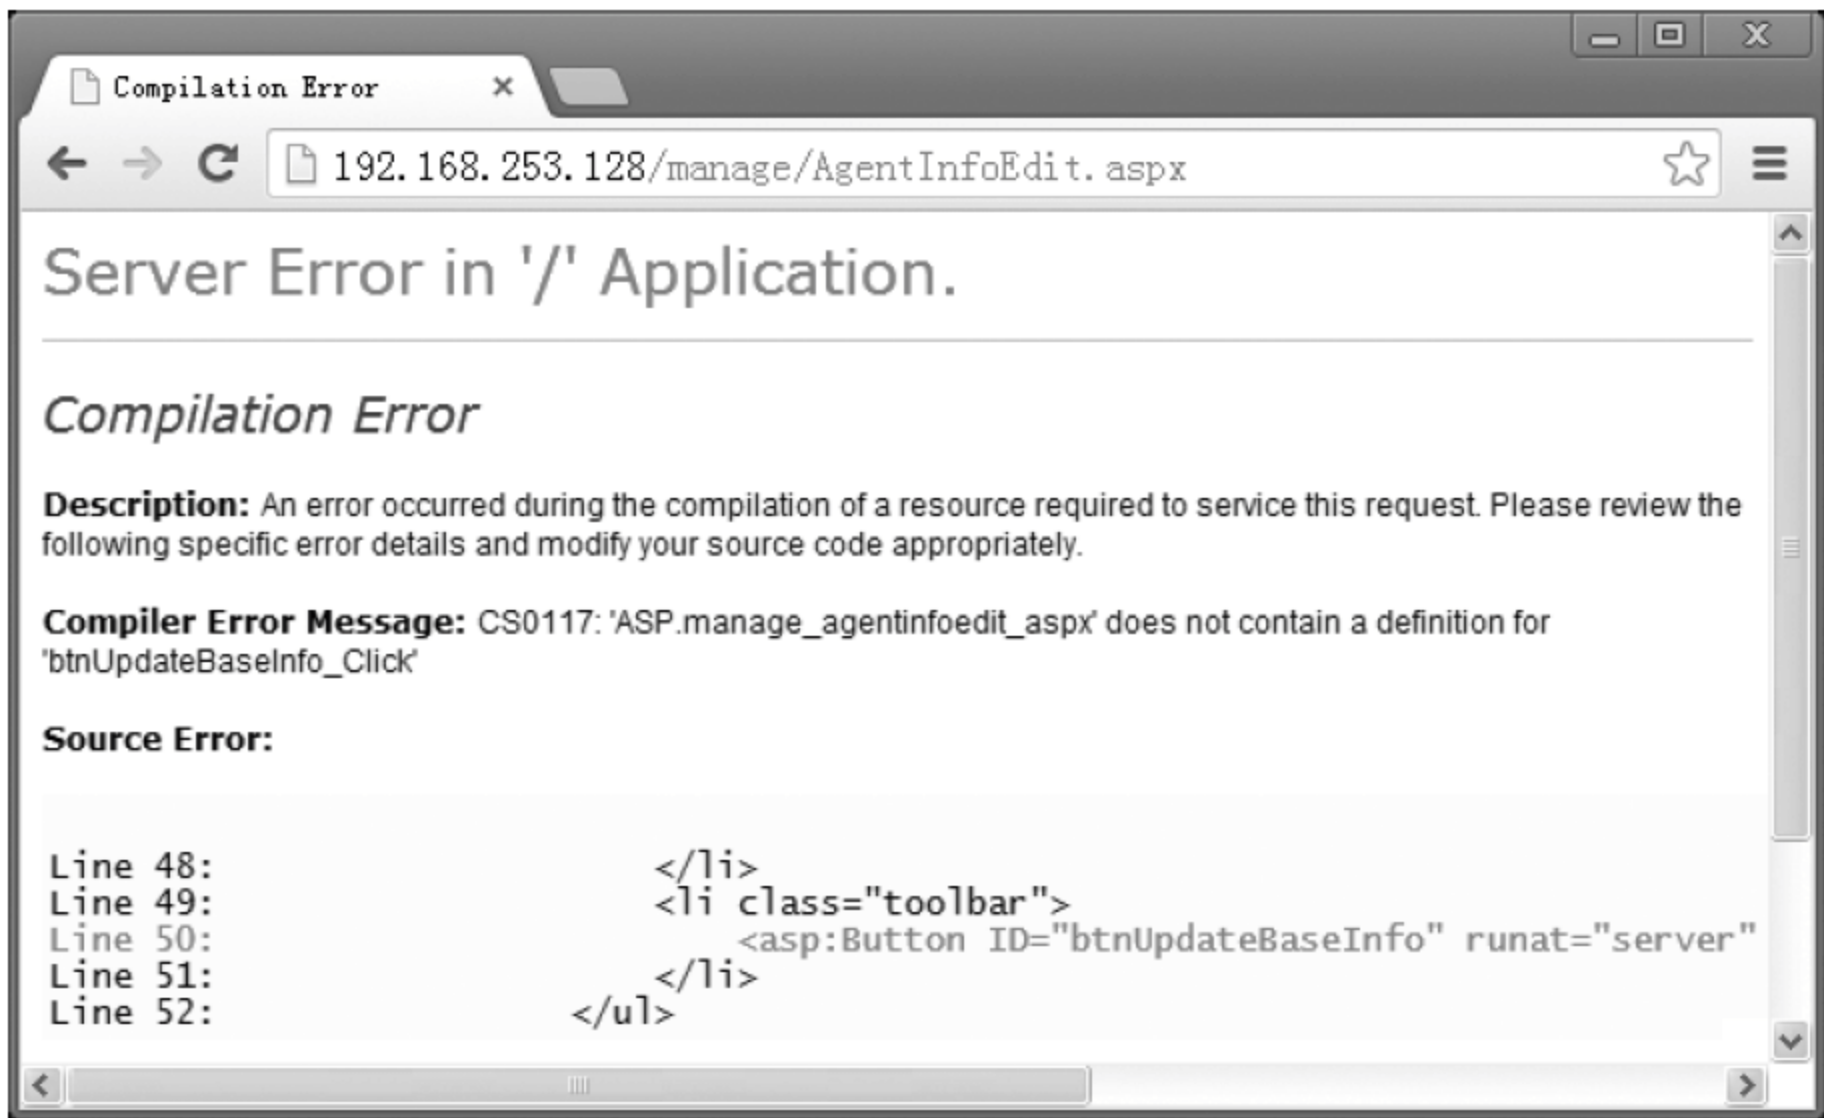 Compilation Error
192.168.253.128/manage/AgentInfoEdit.aspx
Server Error in '/' Application.
Compilation Error
Description: An error occurred during the compilation of a resource required to service this request. Please review the
following specific error details and modify your source code appropriately.
Compiler Error Message: CS0117: 'ASP.manage_agentinfoedit_aspx' does not contain a definition for
'btnUpdateBaseInfo_Click'
Source Error:
Line 48: </li>
Line 49: <li class="toolbar">
Line 50: <asp:Button ID="btnUpdateBaseInfo" runat="server"
Line 51: </li>
Line 52: </ul>